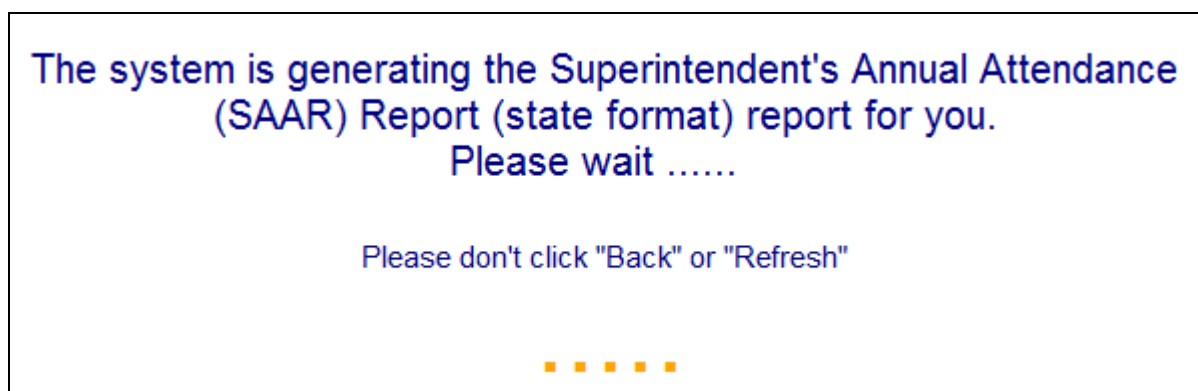 The system is generating the Superintendent's Annual Attendance
(SAAR) Report (state format) report for you.
Please wait ......
Please don't click "Back" or "Refresh"